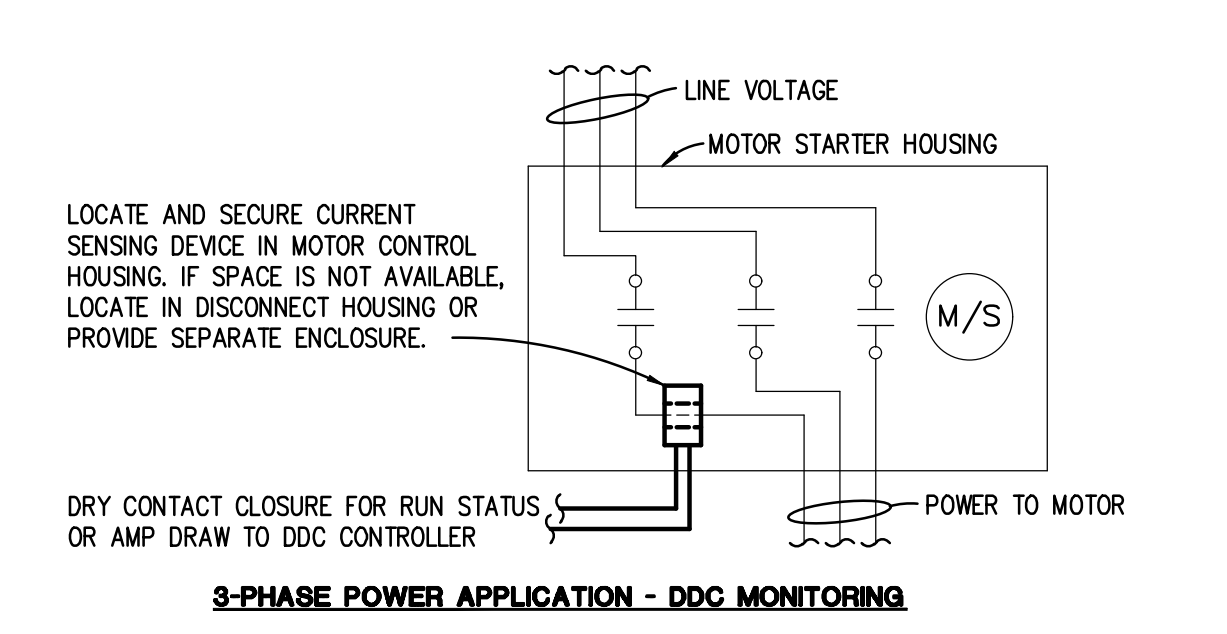 LINE VOLTAGE
MOTOR STARTER HOUSING
LOCATE AND SECURE CURRENT
SENSING DEVICE IN MOTOR CONTROL
HOUSING. IF SPACE IS NOT AVAILABLE,
LOCATE IN DISCONNECT HOUSING OR
PROVIDE SEPARATE ENCLOSURE.
M/S
DRY CONTACT CLOSURE FOR RUN STATUS
OR AMP DRAW TO DDC CONTROLLER
POWER TO MOTOR
3-PHASE POWER APPLICATION - DDC MONITORING